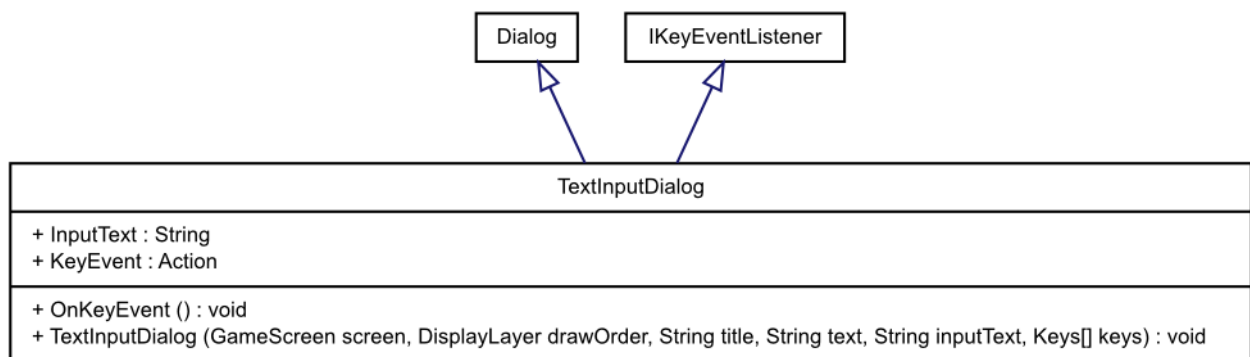 Dialog
IKeyEventListener
TextInputDialog
+ InputText : String
+ KeyEvent : Action
+ OnKeyEvent () : void
+ TextInputDialog (GameScreen screen, DisplayLayer drawOrder, String title, String text, String inputText, Keys[] keys) : void